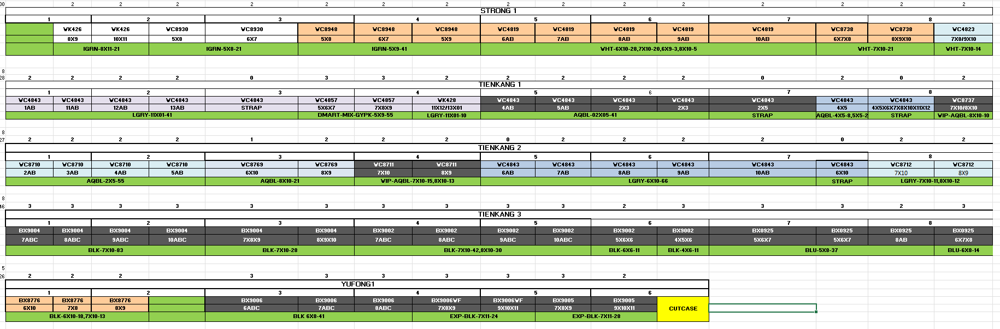 30 2 2 2 2 2 2 2 2 2 2 2 2 2 2 2
STRONG 1
1 2 3 4 5 6 7 8
WK426 WK426 WC8930 WC8930 WC8948 WC8948 WC8948 WC4819 WC4819 WC4819 WC4819 WC4819 WC8738 WC8738 WC4823
8X9 10X11 5X8 6X7 5X8 6X7 5X9 6AB 7AB 8AB 9AB 10AB 6X7X8 8X9X10 7X8/9X10
IGRN-8X11-21 IGRN-5X8-21 IGRN-5X9-41 WHT-6X10-28,7X10-20,6X9-3,8X10-5 WHT-7X10-21 WHT-7X10-14
8
28 2 2 2 2 0 3 3 2 2 2 2 2 0 2 0 2
TIENKANG 1
1 2 3 4 5 6 7 8
WC4843 WC4843 WC4843 WC4843 WC4843 WC4857 WC4857 WK428 WC4843 WC4843 WC4843 WC4843 WC4843 WC4843 WC4843 WC8737
1AB 11AB 12AB 13AB STRAP 5X6X7 7X8X9 11X12/13X01 4AB 5AB 2X3 2X3 2X5 4X5 4X5X6X7X8X10X11X12 7X10/8X10
LGRY-11X01-41 DMART-MIX-GYPK-5X9-55 LGRY-11X01-10 AQBL-02X05-41 STRAP AQBL-4X5-8,5X5-2 STRAP WIP-AQBL-8X10-10
8
27 2 2 2 2 1 2 2 2 0 2 2 2 2 0 2 2
TIENKANG 2
1 2 3 4 5 6 7 8
WC8710 WC8710 WC8710 WC8710 WC8769 WC8769 WC8711 WC8711 WC4843 WC4843 WC4843 WC4843 WC4843 WC4843 WC8712 WC8712
2AB 3AB 4AB 5AB 6X10 8X9 7X10 8X9 6AB 7AB 8AB 9AB 10AB 6X10 7X10 8X9
AQBL-2X5-55 AQBL-8X10-21 WIP-AQBL-7X10-15,8X10-13 LGRY-6X10-66 STRAP LGRY-7X10-11,8X10-12
8
46 3 3 3 3 3 3 3 3 3 3 2 3 3 3 2 3
TIENKANG 3
1 2 3 4 5 6 7 8
BX9004 BX9004 BX9004 BX9004 BX9004 BX9004 BX9002 BX9002 BX9002 BX9002 BX9002 BX9002 BX0925 BX0925 BX0925 BX0925
7ABC 8ABC 9ABC 10ABC 7X8X9 8X9X10 7ABC 8ABC 9ABC 10ABC 5X6X6 4X5X6 5X6X7 5X6X7 8AB 6X7X8
BLK-7X10-83 BLK-7X10-28 BLK-7X10-42,8X10-30 BLK-6X6-11 BLK-4X6-11 BLU-5X8-37 BLU-6X8-14
5
26 2 2 2 3 3 3 3 3 3 2
YUFONG1
1 2 3 4 5 6
BX8776 BX8776 BX8776 BX9006 BX9006 BX9006 BX9006WF BX9006WF BX9005 BX9005
6X10 7X8 8X9 6ABC 7ABC 8ABC 7X8X9 9X10X11 7X8X9 9X10X11 CUTCASE
BLK-6X10-18,7X10-13 BLK 6X8-41 EXP-BLK-7X11-24 EXP-BLK-7X11-28